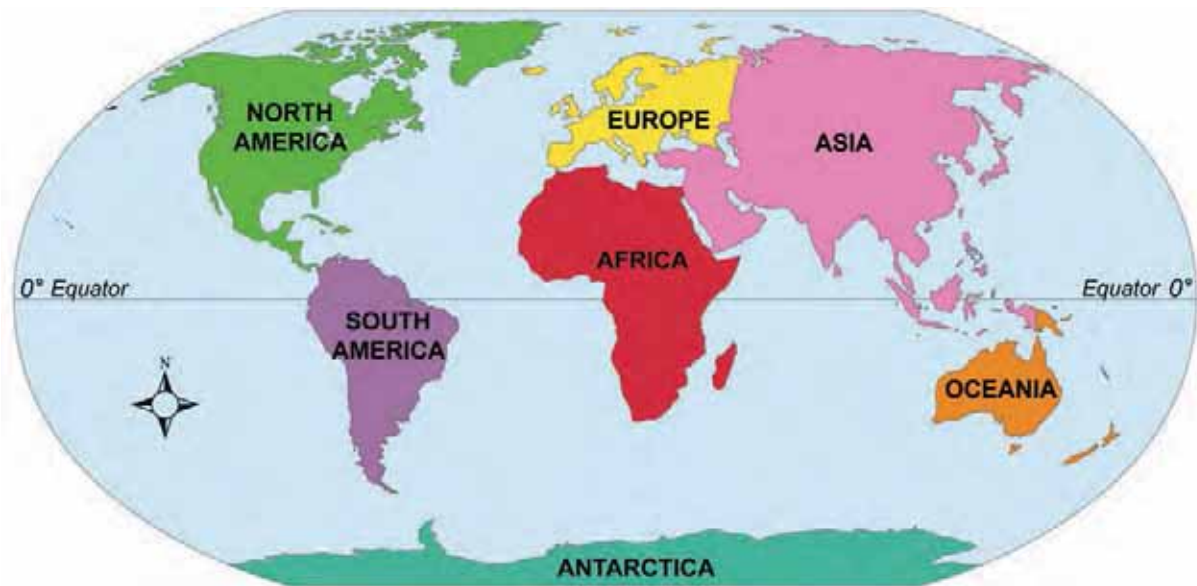 N
NORTH
AMERICA
EUROPE
ASIA
AFRICA
0° Equator
Equator 0°
SOUTH
AMERICA
OCEANIA
ANTARCTICA